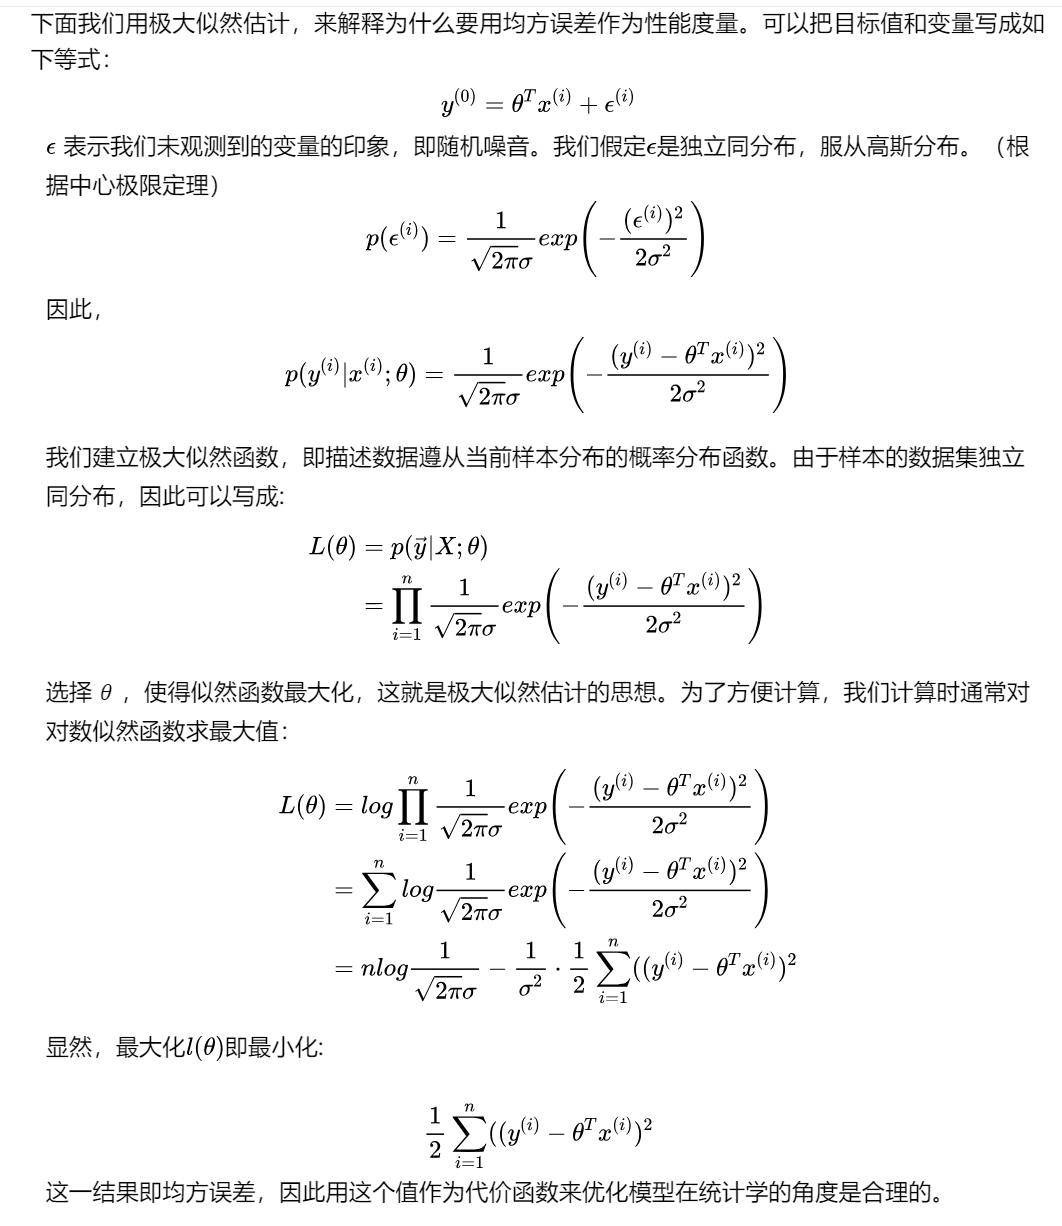 下面我们用极大似然估计，来解释为什么要用均方误差作为性能度量。可以把目标值和变量写成如
下等式：
$y^{(0)} = \theta^T x^{(i)} + \epsilon^{(i)}$
$\epsilon$ 表示我们未观测到的变量的印象，即随机噪音。我们假定$\epsilon$是独立同分布，服从高斯分布。（根
据中心极限定理）
$p(\epsilon^{(i)}) = \frac{1}{\sqrt{2\pi}\sigma} exp\left(-\frac{(\epsilon^{(i)})^2}{2\sigma^2}\right)$
因此，
$p(y^{(i)}|x^{(i)};\theta) = \frac{1}{\sqrt{2\pi}\sigma} exp\left(-\frac{(y^{(i)} - \theta^T x^{(i)})^2}{2\sigma^2}\right)$
我们建立极大似然函数，即描述数据遵从当前样本分布的概率分布函数。由于样本的数据集独立
同分布，因此可以写成:
$L(\theta) = p(\vec{y}|X;\theta)$
$= \prod_{i=1}^{n} \frac{1}{\sqrt{2\pi}\sigma} exp\left(-\frac{(y^{(i)} - \theta^T x^{(i)})^2}{2\sigma^2}\right)$
选择 $\theta$ ，使得似然函数最大化，这就是极大似然估计的思想。为了方便计算，我们计算时通常对
对数似然函数求最大值：
$L(\theta) = log \prod_{i=1}^{n} \frac{1}{\sqrt{2\pi}\sigma} exp\left(-\frac{(y^{(i)} - \theta^T x^{(i)})^2}{2\sigma^2}\right)$
$= \sum_{i=1}^{n} log \frac{1}{\sqrt{2\pi}\sigma} exp\left(-\frac{(y^{(i)} - \theta^T x^{(i)})^2}{2\sigma^2}\right)$
$= nlog \frac{1}{\sqrt{2\pi}\sigma} - \frac{1}{\sigma^2} \cdot \frac{1}{2} \sum_{i=1}^{n} ((y^{(i)} - \theta^T x^{(i)})^2$
显然，最大化$l(\theta)$即最小化:
$\frac{1}{2} \sum_{i=1}^{n} ((y^{(i)} - \theta^T x^{(i)})^2$
这一结果即均方误差，因此用这个值作为代价函数来优化模型在统计学的角度是合理的。